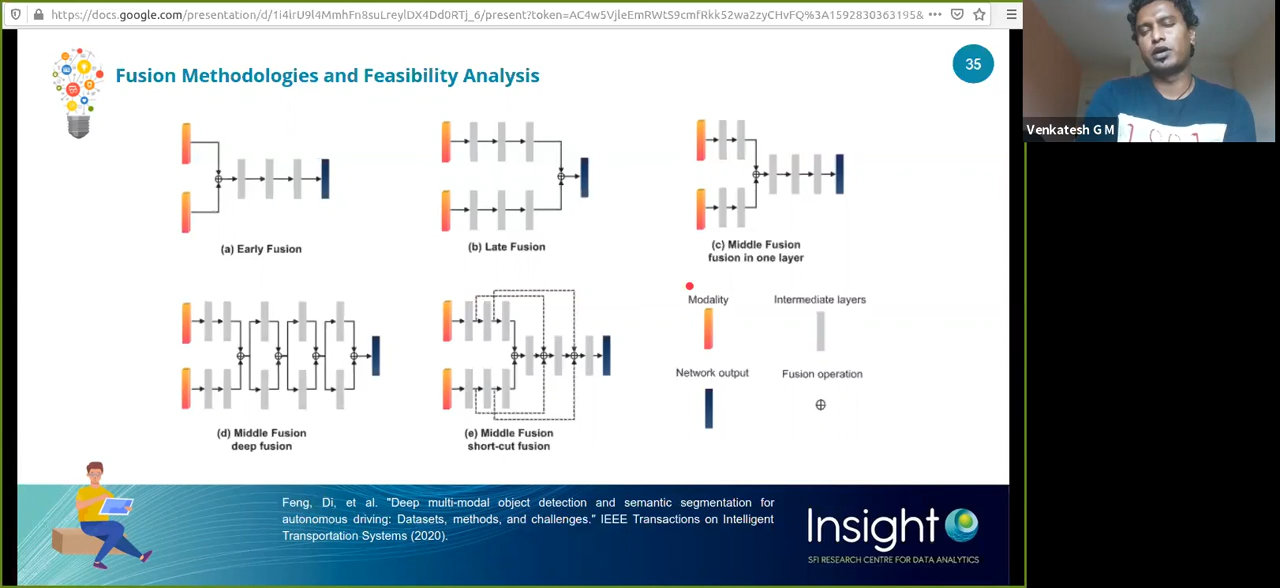 https://docs.google.com/presentation/d/1i4lrU9l4MmhFn8suLreylDX4Dd0RTj_6/present?token=AC4w5VjleEmRWtS9cmfRkk52wa2zyCHvFQ%3A1592830363195&
Fusion Methodologies and Feasibility Analysis
35
Venkatesh G M
(a) Early Fusion
(b) Late Fusion
(c) Middle Fusion
fusion in one layer
Modality
Intermediate layers
Network output
Fusion operation
(d) Middle Fusion
deep fusion
(e) Middle Fusion
short-cut fusion
Feng, Di, et al. "Deep multi-modal object detection and semantic segmentation for
autonomous driving: Datasets, methods, and challenges." IEEE Transactions on Intelligent
Transportation Systems (2020).
Insight
SFI RESEARCH CENTRE FOR DATA ANALYTICS